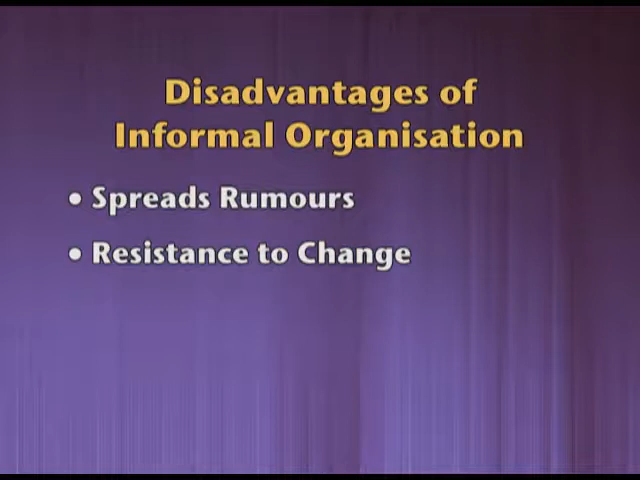 Disadvantages of
Informal Organisation
• Spreads Rumours
• Resistance to Change